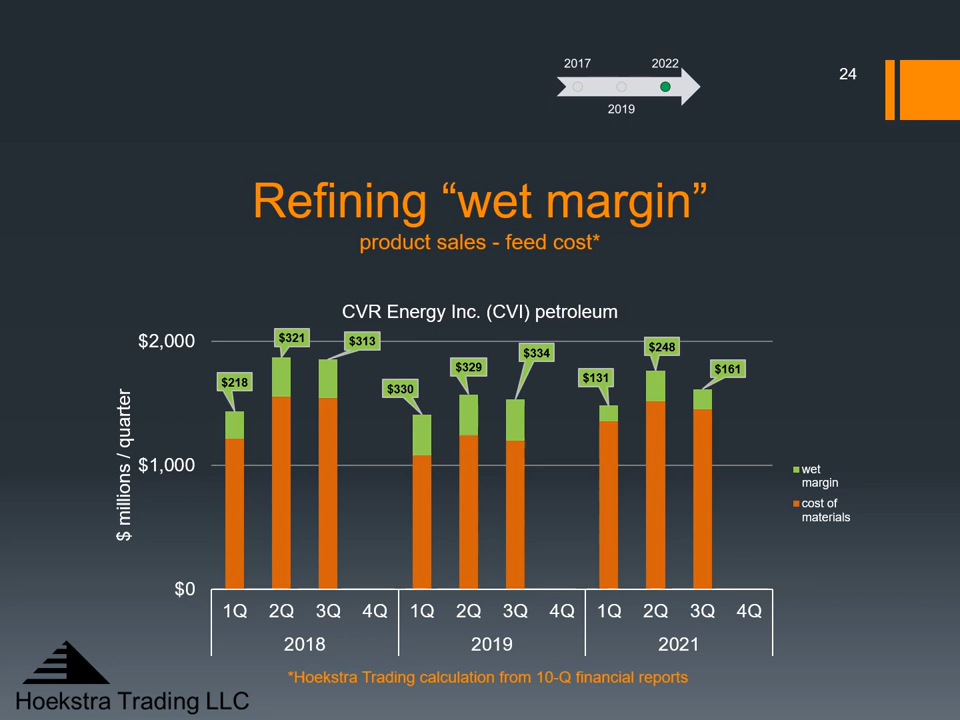 2017 2022
24
2019
Refining “wet margin”
product sales - feed cost*
CVR Energy Inc. (CVI) petroleum
$ millions / quarter
$2,000
$1,000
$0
$218
$321
$313
$330
$329
$334
$131
$248
$161
wet
margin
cost of
materials
1Q 2Q 3Q 4Q 1Q 2Q 3Q 4Q 1Q 2Q 3Q 4Q
2018 2019 2021
*Hoekstra Trading calculation from 10-Q financial reports
Hoekstra Trading LLC